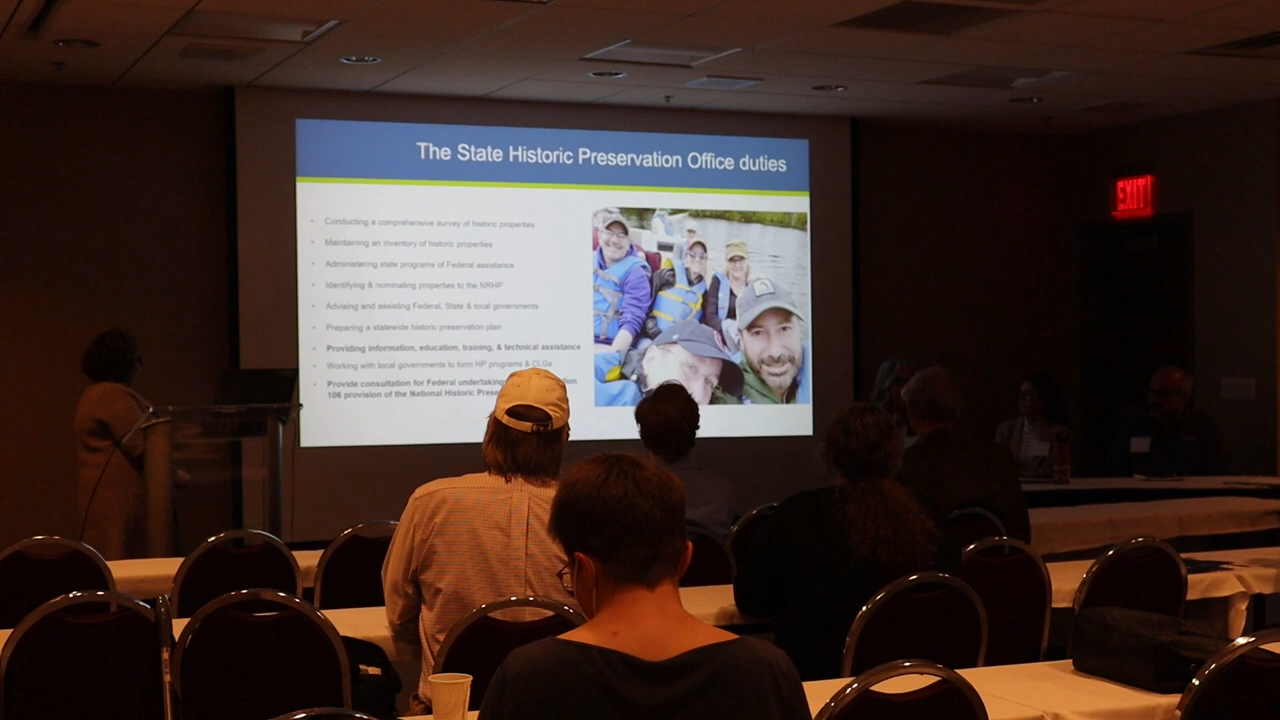 The State Historic Preservation Office duties
EXIT
• Conducting a comprehensive survey of historic properties
• Maintaining an inventory of historic properties
• Administering state programs of Federal assistance
• Identifying & nominating properties to the NRHP
• Advising and assisting Federal, State & local governments
• Preparing a statewide historic preservation plan
• Providing information, education, training, & technical assistance
• Working with local governments to form HP programs & CLGs
• Provide consultation for Federal undertaking
106 provision of the National Historic Pres